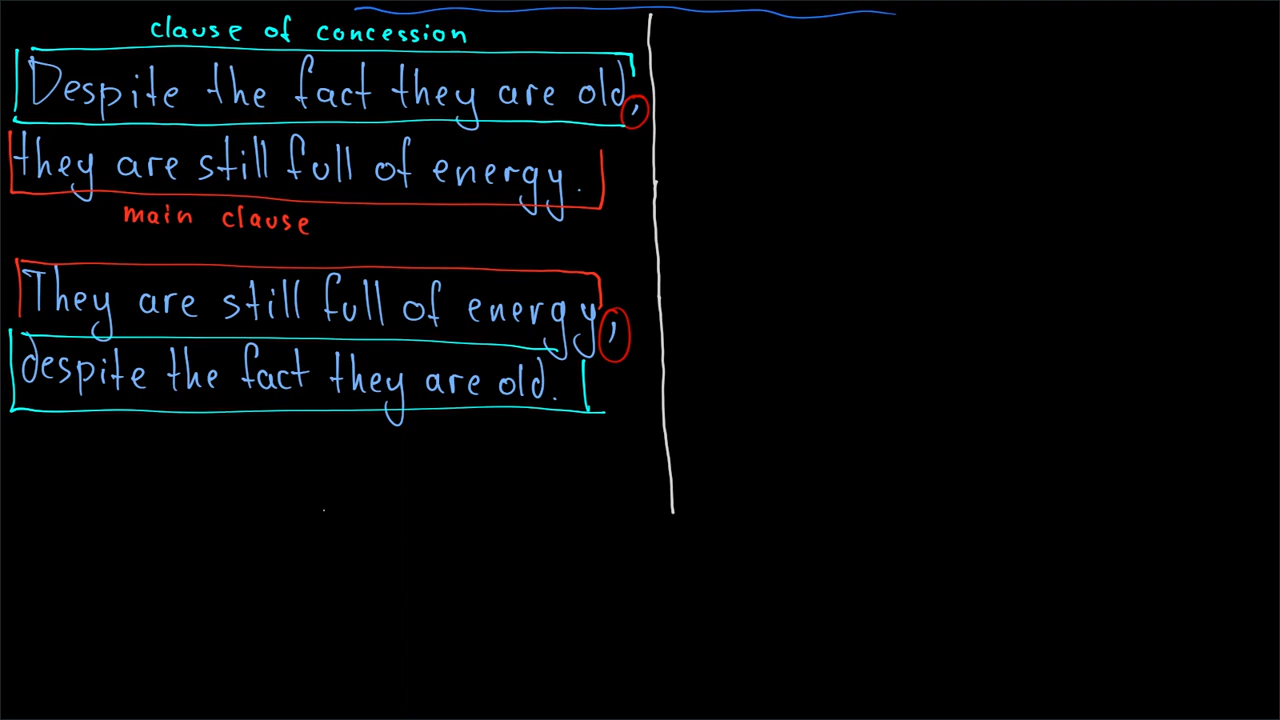 clause of concession
Despite the fact they are old,
they are still full of energy.
main clause
They are still full of energy,
despite the fact they are old.